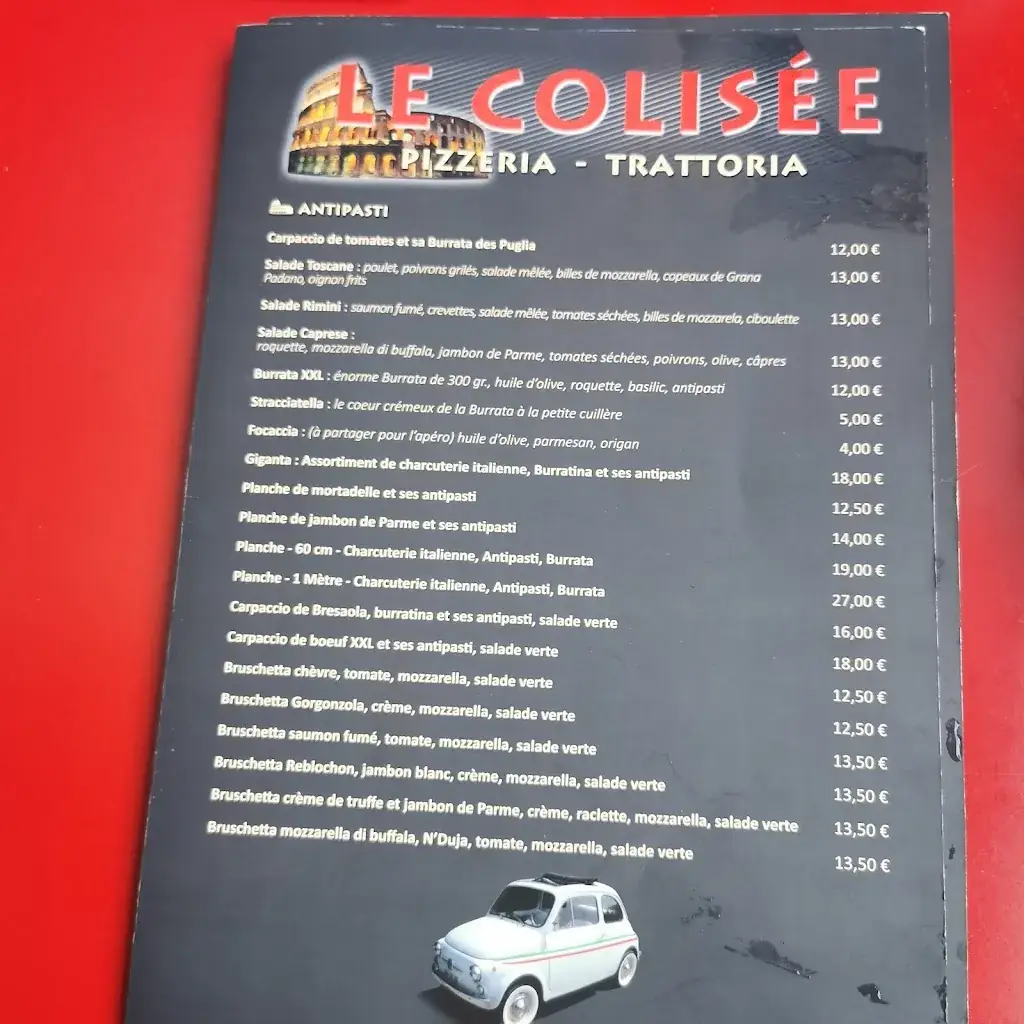 LE COLISÉE
PIZZERIA - TRATTORIA
ANTIPASTI
Carpaccio de tomates et sa Burrata des Puglia 12,00 €
Salade Toscane : poulet, poivrons grilés, salade mêlée, billes de mozzarella, copeaux de Grana 13,00 €
Padano, oignon frits
Salade Rimini : saumon fumé, crevettes, salade mêlée, tomates séchées, billes de mozzarela, ciboulette 13,00 €
Salade Caprese :
roquette, mozzarella di buffala, jambon de Parme, tomates séchées, poivrons, olive, câpres 13,00 €
Burrata XXL : énorme Burrata de 300 gr., huile d'olive, roquette, basilic, antipasti 12,00 €
Stracciatella : le coeur crémeux de la Burrata à la petite cuillère 5,00 €
Focaccia : (à partager pour l'apéro) huile d'olive, parmesan, origan 4,00 €
Giganta : Assortiment de charcuterie italienne, Burratina et ses antipasti 18,00 €
Planche de mortadelle et ses antipasti 12,50 €
Planche de jambon de Parme et ses antipasti 14,00 €
Planche - 60 cm - Charcuterie italienne, Antipasti, Burrata 19,00 €
Planche - 1 Mètre - Charcuterie italienne, Antipasti, Burrata 27,00 €
Carpaccio de Bresaola, burratina et ses antipasti, salade verte 16,00 €
Carpaccio de boeuf XXL et ses antipasti, salade verte 18,00 €
Bruschetta chèvre, tomate, mozzarella, salade verte 12,50 €
Bruschetta Gorgonzola, crème, mozzarella, salade verte 12,50 €
Bruschetta saumon fumé, tomate, mozzarella, salade verte 13,50 €
Bruschetta Reblochon, jambon blanc, crème, mozzarella, salade verte 13,50 €
Bruschetta crème de truffe et jambon de Parme, crème, raclette, mozzarella, salade verte 13,50 €
Bruschetta mozzarella di buffala, N'Duja, tomate, mozzarella, salade verte 13,50 €